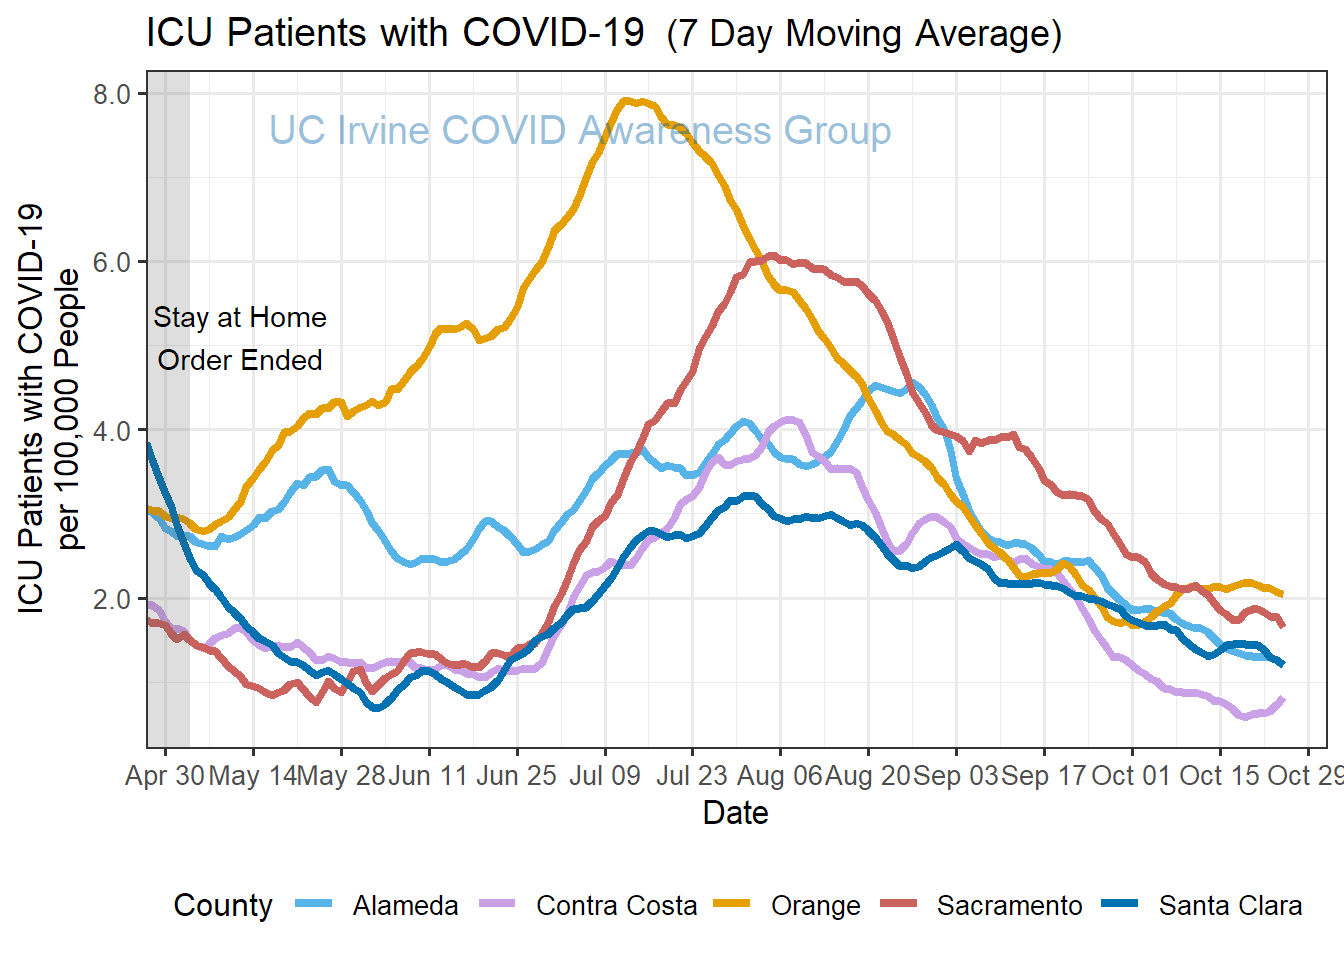 ICU Patients with COVID-19 (7 Day Moving Average)
UC Irvine COVID Awareness Group
8.0
6.0
4.0
2.0
ICU Patients with COVID-19
per 100,000 People
Stay at Home
Order Ended
Apr 30 May 14 May 28 Jun 11 Jun 25 Jul 09 Jul 23 Aug 06 Aug 20 Sep 03 Sep 17 Oct 01 Oct 15 Oct 29
Date
County Alameda Contra Costa Orange Sacramento Santa Clara